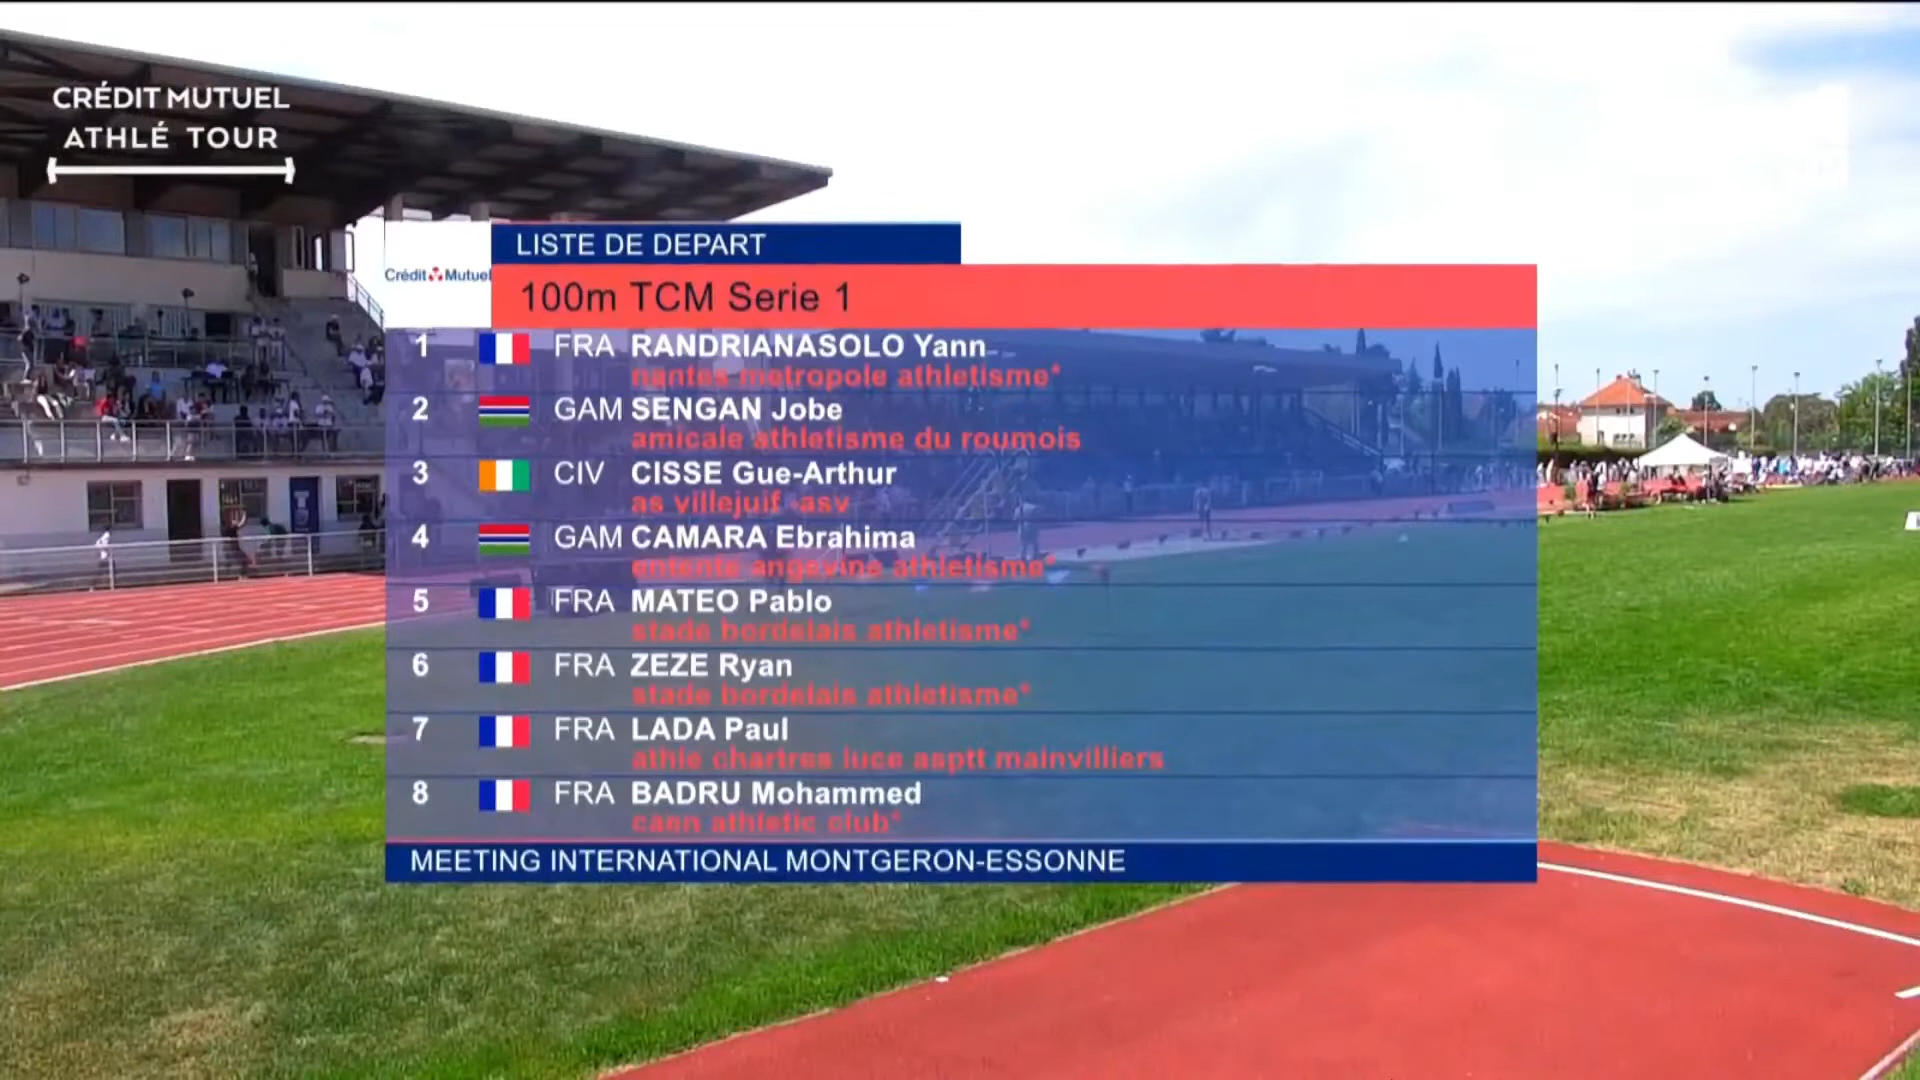 CRÉDIT MUTUEL
ATHLÉ TOUR
LISTE DE DEPART
Crédit Mutuel
100m TCM Serie 1
1 FRA RANDRIANASOLO Yann
nantes metropole athletisme*
2 GAM SENGAN Jobe
amicale athletisme du roumois
3 CIV CISSE Gue-Arthur
as villejuif -asv
4 GAM CAMARA Ebrahima
entente angevine athletisme*
5 FRA MATEO Pablo
stade bordelais athletisme*
6 FRA ZEZE Ryan
stade bordelais athletisme*
7 FRA LADA Paul
athle chartres luce asptt mainvilliers
8 FRA BADRU Mohammed
caen athletic club*
MEETING INTERNATIONAL MONTGERON-ESSONNE